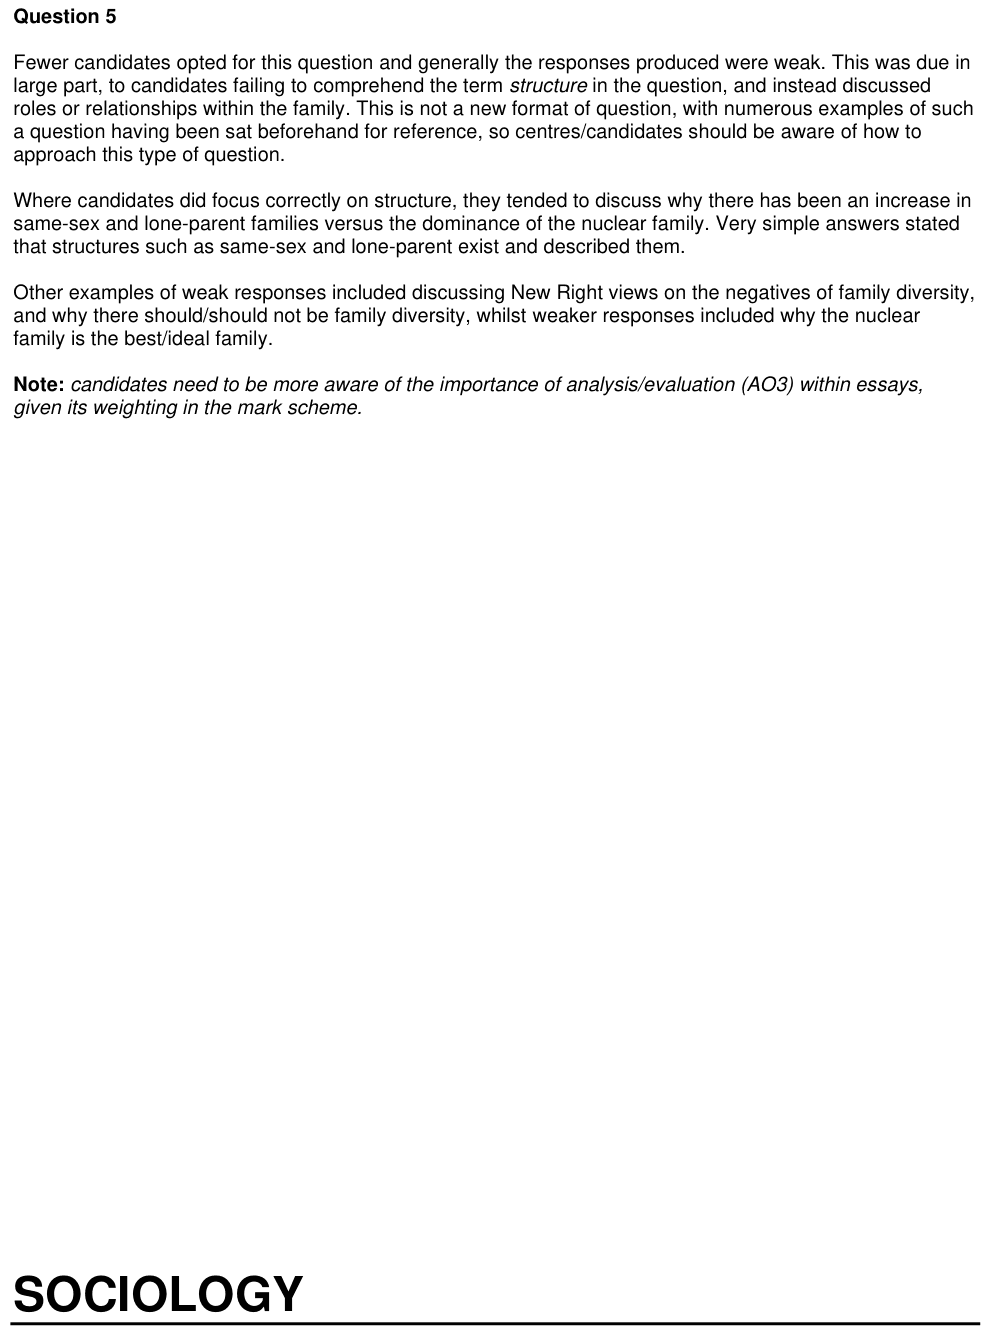 Question 5
Fewer candidates opted for this question and generally the responses produced were weak. This was due in
large part, to candidates failing to comprehend the term structure in the question, and instead discussed
roles or relationships within the family. This is not a new format of question, with numerous examples of such
a question having been sat beforehand for reference, so centres/candidates should be aware of how to
approach this type of question.
Where candidates did focus correctly on structure, they tended to discuss why there has been an increase in
same-sex and lone-parent families versus the dominance of the nuclear family. Very simple answers stated
that structures such as same-sex and lone-parent exist and described them.
Other examples of weak responses included discussing New Right views on the negatives of family diversity,
and why there should/should not be family diversity, whilst weaker responses included why the nuclear
family is the best/ideal family.
Note: candidates need to be more aware of the importance of analysis/evaluation (AO3) within essays,
given its weighting in the mark scheme.
SOCIOLOGY